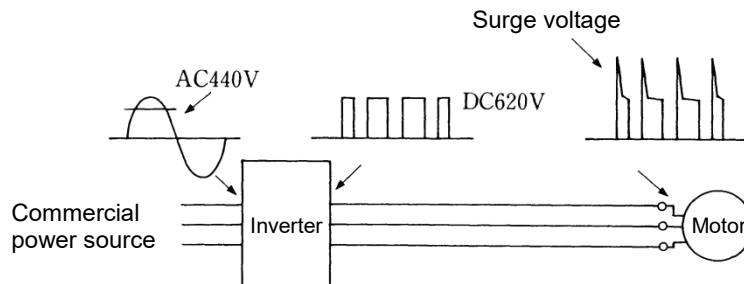 Surge voltage
AC440V
DC620V
Commercial
power source
Inverter
Motor